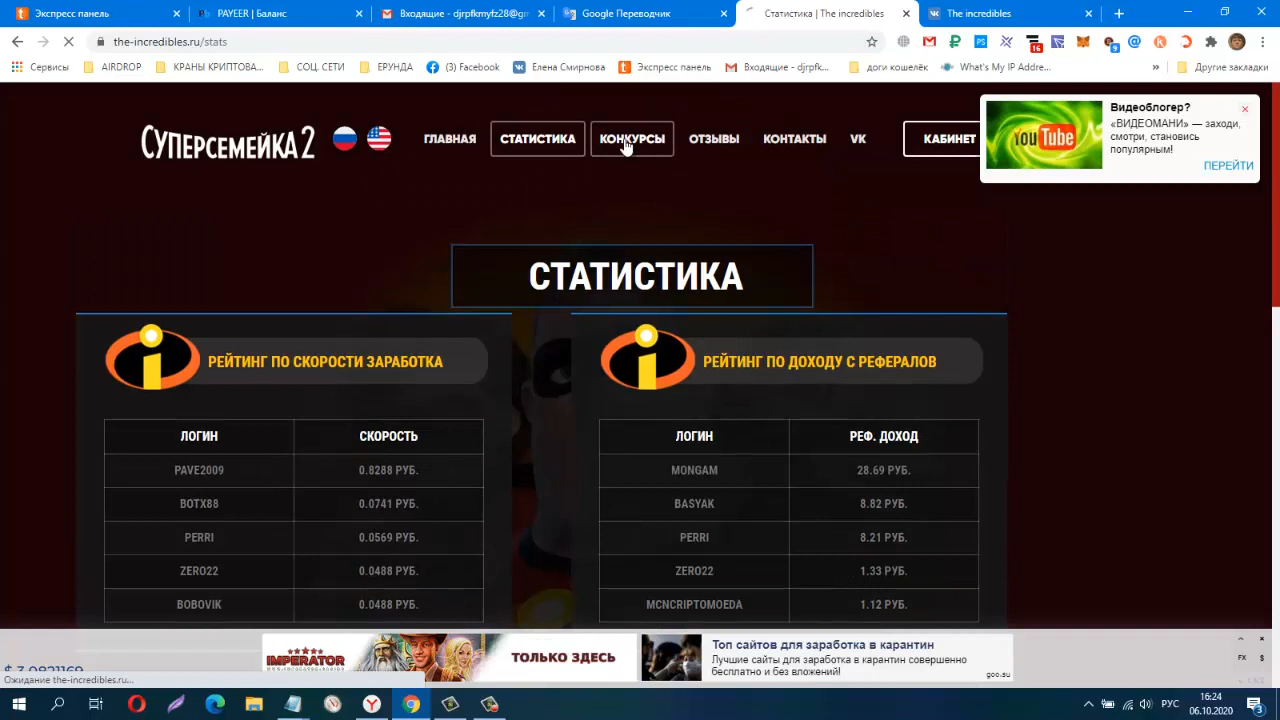 Экспресс панель
PAYEER | Баланс
Входящие - djrpfkmyfz28@gm
Google Переводчик
Статистика | The incredibles
The incredibles
the-incredibles.ru/stats
16
9
Сервисы
AIRDROP
КРАНЫ КРИПТОВА...
СОЦ. СЕТИ
ЕРУНДА
(3) Facebook
Елена Смирнова
Экспресс панель
Входящие - djrpfk...
доги кошелёк
What's My IP Addre...
»
Другие закладки
СУПЕРСЕМЕЙКА 2
ГЛАВНАЯ
СТАТИСТИКА
КОНКУРСЫ
ОТЗЫВЫ
КОНТАКТЫ
VK
КАБИНЕТ
YouTube
Видеоблогер?
«ВИДЕОМАНИ» — заходи,
смотри, становись
популярным!
ПЕРЕЙТИ
СТАТИСТИКА
РЕЙТИНГ ПО СКОРОСТИ ЗАРАБОТКА
ЛОГИН СКОРОСТЬ
PAVE2009 0.8288 РУБ.
BOTX88 0.0741 РУБ.
PERRI 0.0569 РУБ.
ZERO22 0.0488 РУБ.
BOBOVIK 0.0488 РУБ.
РЕЙТИНГ ПО ДОХОДУ С РЕФЕРАЛОВ
ЛОГИН РЕФ. ДОХОД
MONGAM 28.69 РУБ.
BASYAK 8.82 РУБ.
PERRI 8.21 РУБ.
ZERO22 1.33 РУБ.
MCNCRIPTOMOEDA 1.12 РУБ.
IMPERATOR
ТОЛЬКО ЗДЕСЬ
Топ сайтов для заработка в карантин
Лучшие сайты для заработка в карантин совершенно
бесплатно и без вложений!
goo.su
FX $
Ожидание the-incredibles.ru...
РУС
16:24
06.10.2020
3